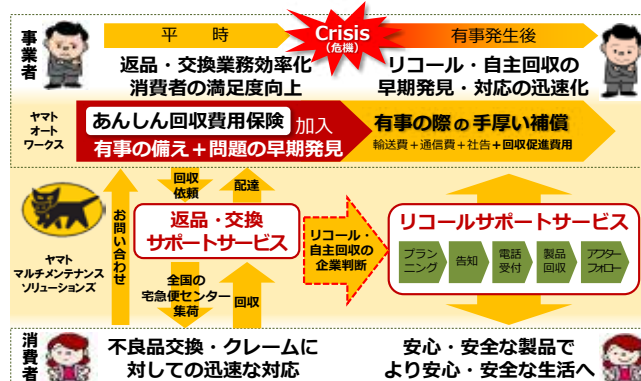 事業者
平 時
Crisis
(危機)
有事発生後
返品・交換業務効率化
消費者の満足度向上
リコール・自主回収の
早期発見・対応の迅速化
ヤマト
オート
ワークス
あんしん回収費用保険 加入
有事の備え＋問題の早期発見
有事の際の手厚い補償
輸送費＋通信費＋社告＋回収促進費用
お問い合わせ
回収
依頼
配達
返品・交換
サポートサービス
リコール・
自主回収の
企業判断
リコールサポートサービス
プラン
ニング
告知
電話
受付
製品
回収
アフター
フォロー
ヤマト
マルチメンテナンス
ソリューションズ
全国の
宅急便センター
集荷
回収
消費者
不良品交換・クレームに
対しての迅速な対応
安心・安全な製品で
より安心・安全な生活へ